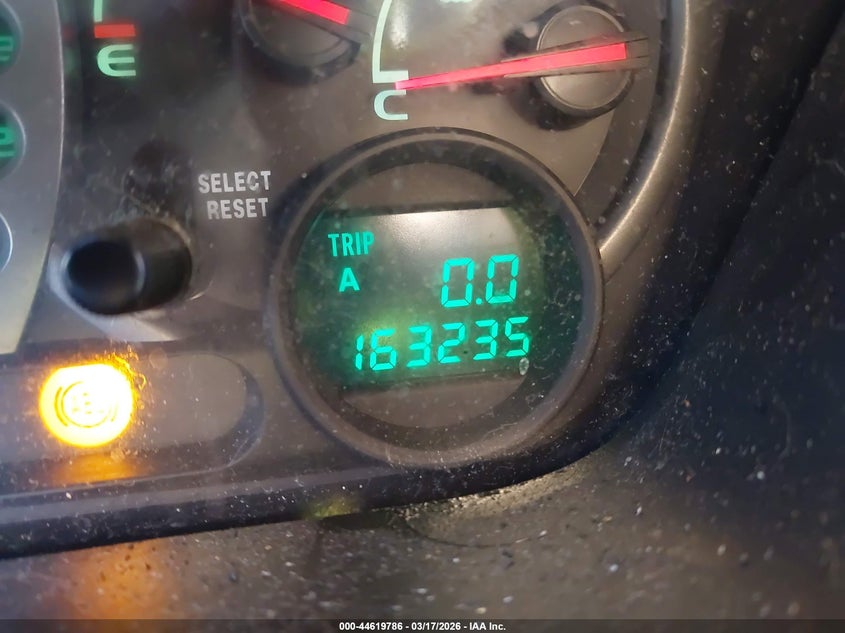 E
C
SELECT
RESET
TRIP
A 0.0
163235
000-44619786 - 03/17/2026 - IAA Inc.